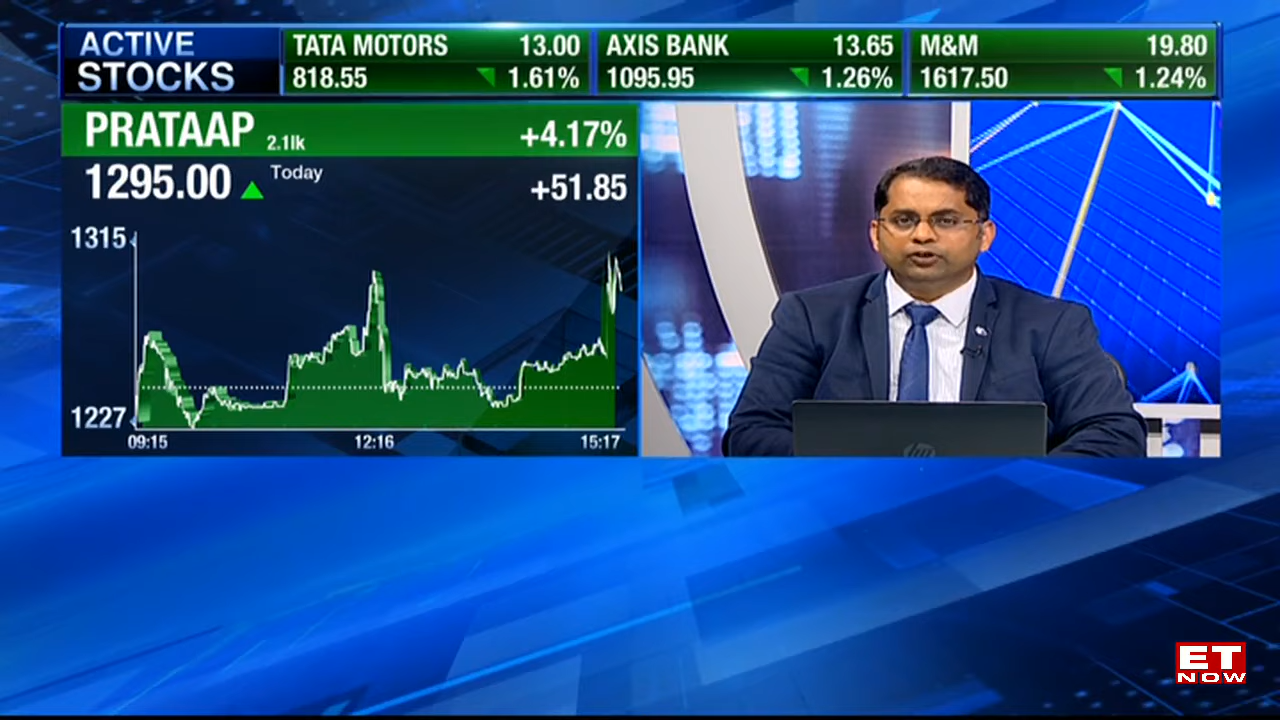 ACTIVE
STOCKS
TATA MOTORS 13.00
818.55 1.61%
AXIS BANK 13.65
1095.95 1.26%
M&M 19.80
1617.50 1.24%
PRATAAP 2.1lk +4.17%
1295.00 Today +51.85
1315
1227
09:15 12:16 15:17
hp
ET
NOW